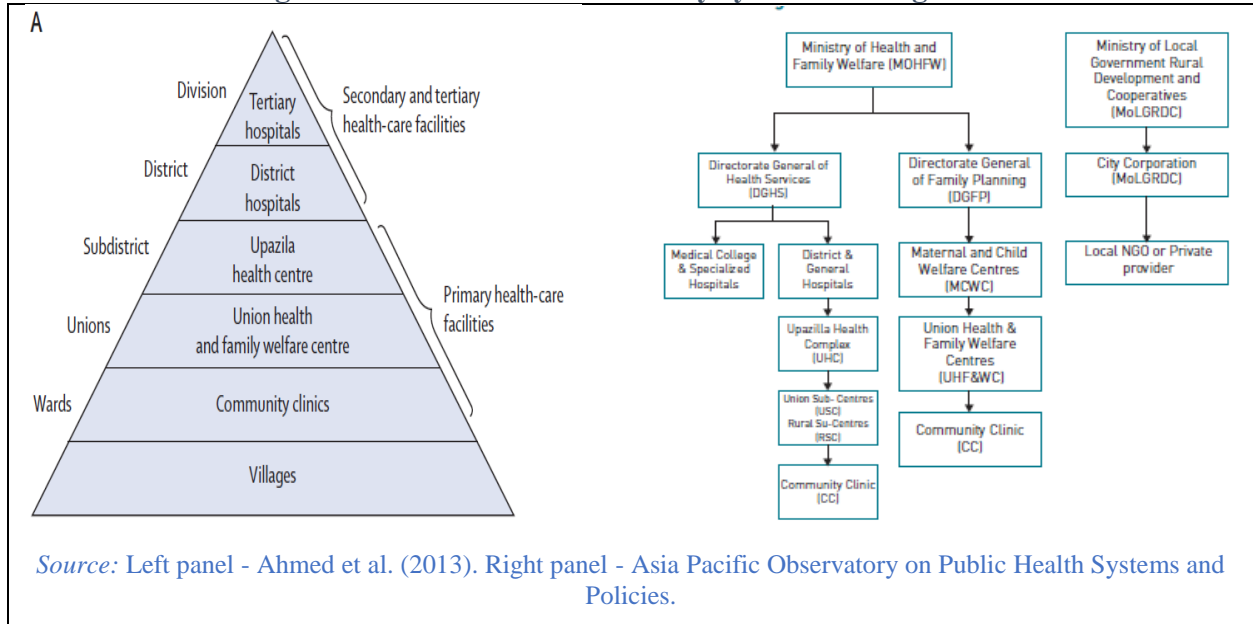 A
Division
Tertiary
hospitals
Secondary and tertiary
health-care facilities
District
District
hospitals
Subdistrict
Upazila
health centre
Primary health-care
facilities
Unions
Union health
and family welfare centre
Wards
Community clinics
Villages
Ministry of Health and
Family Welfare (MOHFW)
Directorate General of
Health Services
(DGHS)
Directorate General
of Family Planning
(DGFP)
Medical College
& Specialized
Hospitals
District &
General
Hospitals
Maternal and Child
Welfare Centres
(MCWC)
Upazilla Health
Complex
(UHC)
Union Health &
Family Welfare
Centres
(UHF&WC)
Union Sub- Centres
(USC)
Rural Su-Centres
(RSC)
Community Clinic
(CC)
Community Clinic
(CC)
Ministry of Local
Government Rural
Development and
Cooperatives
(MoLGRDC)
City Corporation
(MoLGRDC)
Local NGO or Private
provider
Source: Left panel - Ahmed et al. (2013). Right panel - Asia Pacific Observatory on Public Health Systems and
Policies.